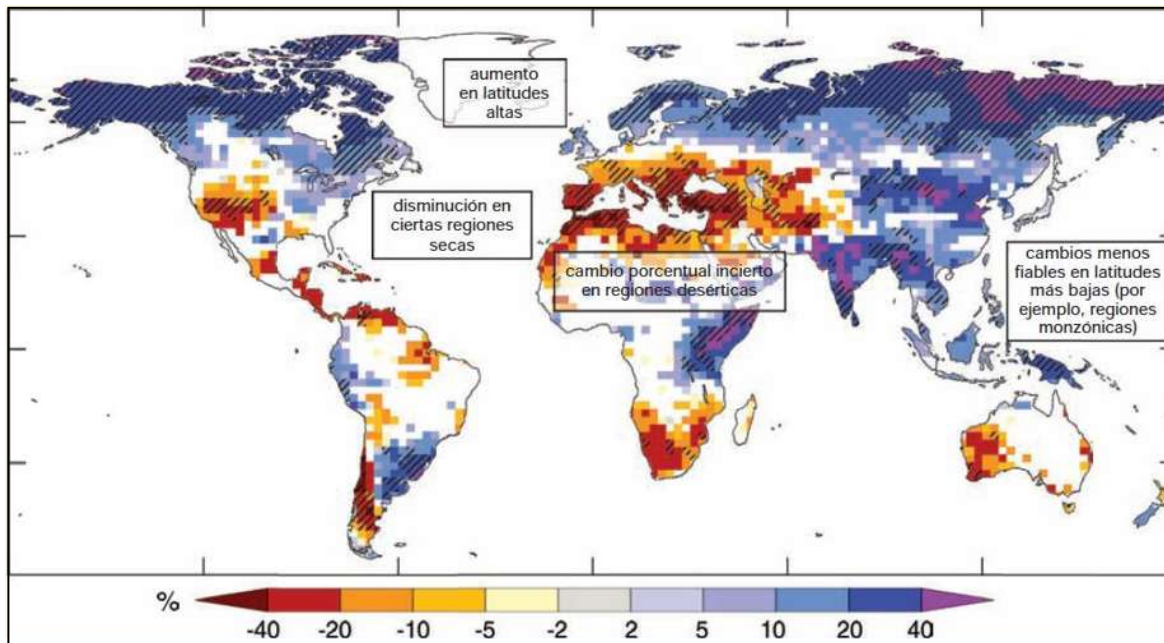 aumento
en latitudes
altas
disminución en
ciertas regiones
secas
cambio porcentual incierto
en regiones desérticas
cambios menos
fiables en latitudes
más bajas (por
ejemplo, regiones
monzónicas)
%
-40 -20 -10 -5 -2 2 5 10 20 40